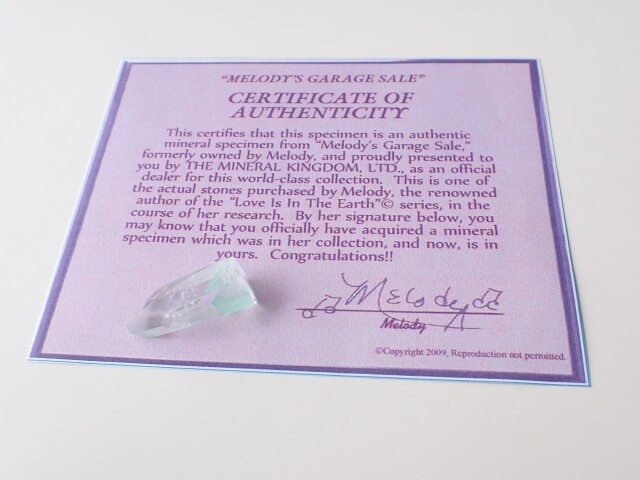 "MELODY'S GARAGE SALE"
CERTIFICATE OF
AUTHENTICITY
This certifies that this specimen is an authentic
mineral specimen from "Melody's Garage Sale,"
formerly owned by Melody, and proudly presented to
you by THE MINERAL KINGDOM, LTD., as an official
dealer for this world-class collection. This is one of
the actual stones purchased by Melody, the renowned
author of the "Love Is In The Earth"© series, in the
course of her research. By her signature below, you
may know that you officially have acquired a mineral
specimen which was in her collection, and now, is in
yours. Congratulations!!
Melody
Melody
©Copyright 2009, Reproduction not permitted.